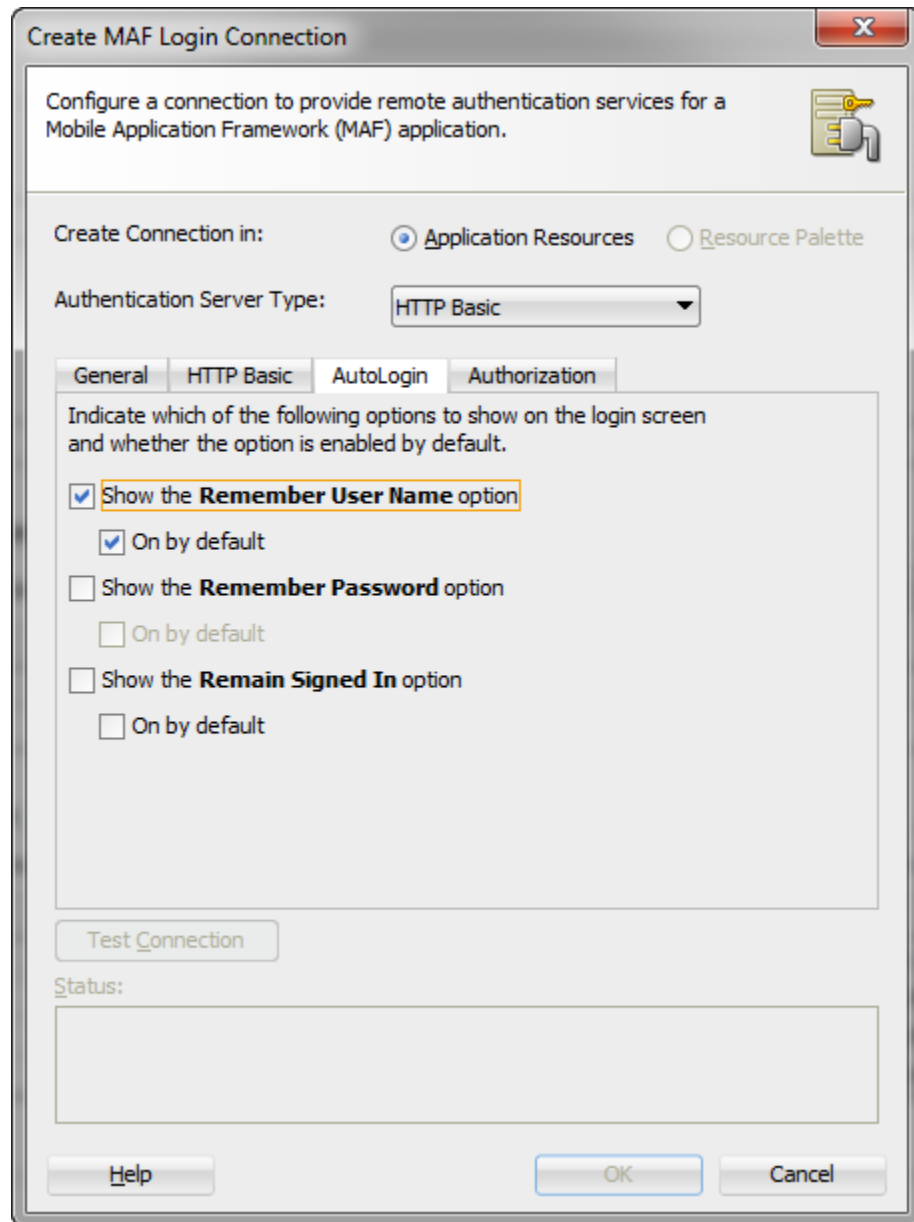 Create MAF Login Connection
Configure a connection to provide remote authentication services for a
Mobile Application Framework (MAF) application.
Create Connection in: Application Resources Resource Palette
Authentication Server Type: HTTP Basic
General HTTP Basic AutoLogin Authorization
Indicate which of the following options to show on the login screen
and whether the option is enabled by default.
Show the Remember User Name option
On by default
Show the Remember Password option
On by default
Show the Remain Signed In option
On by default
Test Connection
Status:
Help OK Cancel